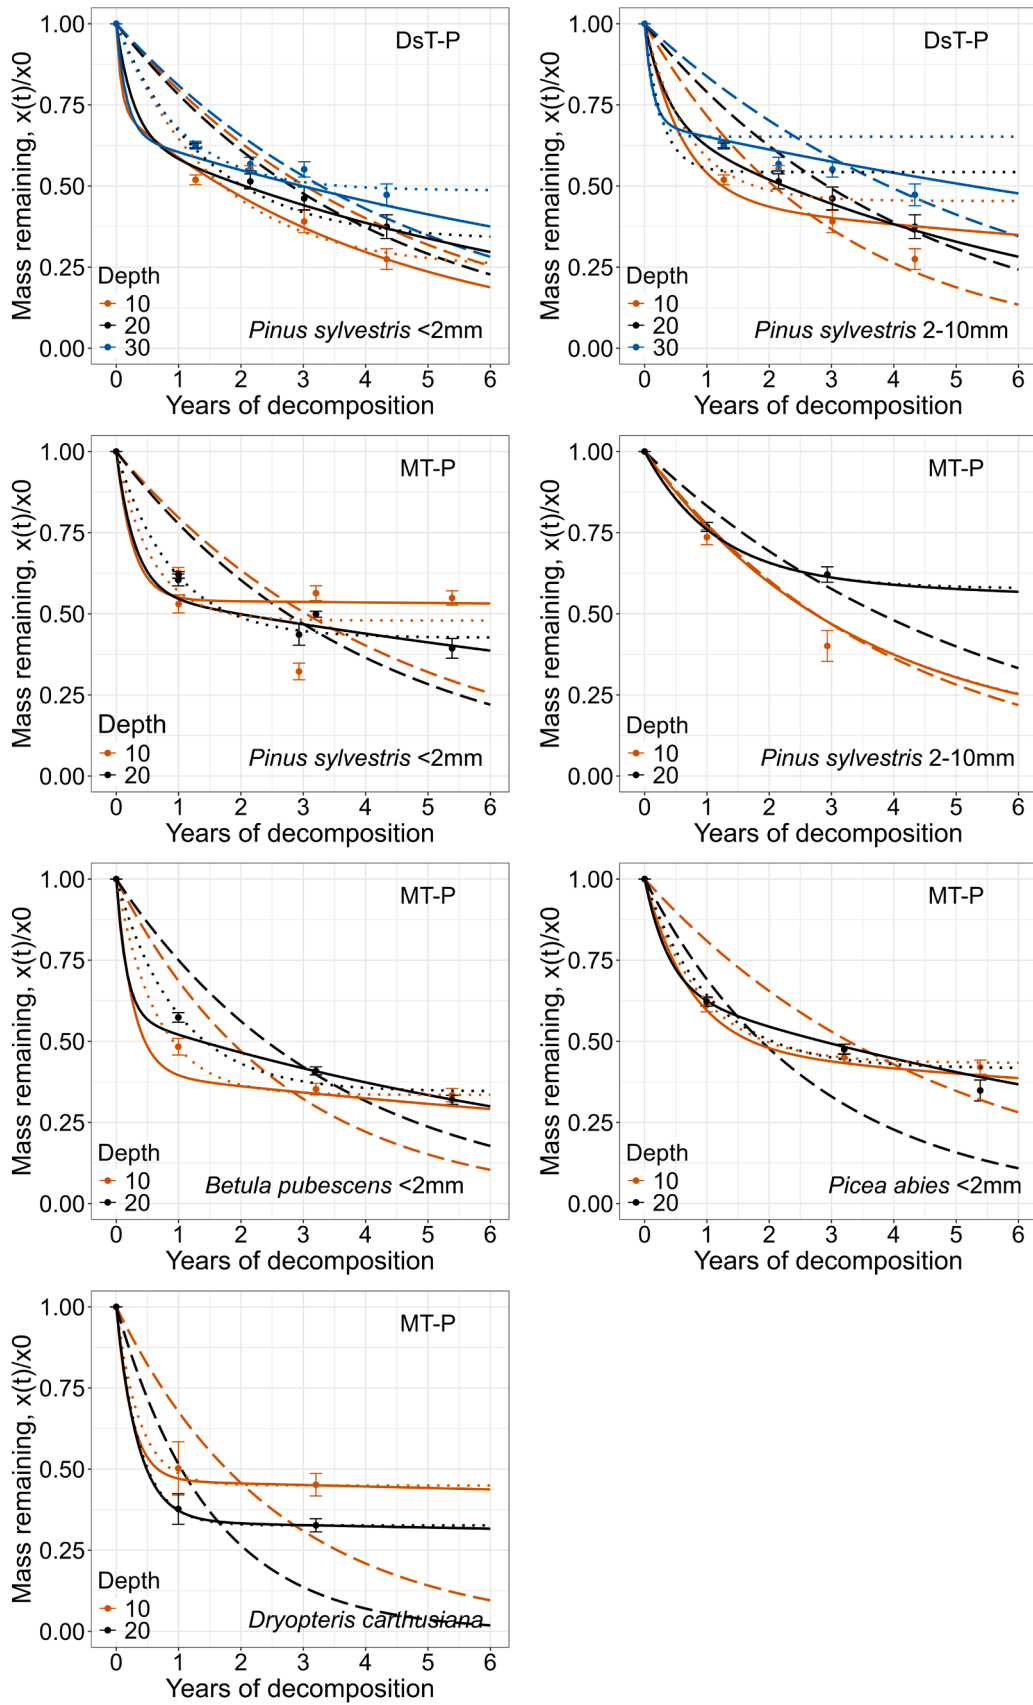 Mass remaining, x(t)/x0
1.00
0.75
0.50
0.25
0.00
DsT-P
Depth
10
20
30
Pinus sylvestris <2mm
0 1 2 3 4 5 6
Years of decomposition
Mass remaining, x(t)/x0
1.00
0.75
0.50
0.25
0.00
DsT-P
Depth
10
20
30
Pinus sylvestris 2-10mm
0 1 2 3 4 5 6
Years of decomposition
Mass remaining, x(t)/x0
1.00
0.75
0.50
0.25
0.00
MT-P
Depth
10
20
Pinus sylvestris <2mm
0 1 2 3 4 5 6
Years of decomposition
Mass remaining, x(t)/x0
1.00
0.75
0.50
0.25
0.00
MT-P
Depth
10
20
Pinus sylvestris 2-10mm
0 1 2 3 4 5 6
Years of decomposition
Mass remaining, x(t)/x0
1.00
0.75
0.50
0.25
0.00
MT-P
Depth
10
20
Betula pubescens <2mm
0 1 2 3 4 5 6
Years of decomposition
Mass remaining, x(t)/x0
1.00
0.75
0.50
0.25
0.00
MT-P
Depth
10
20
Picea abies <2mm
0 1 2 3 4 5 6
Years of decomposition
Mass remaining, x(t)/x0
1.00
0.75
0.50
0.25
0.00
MT-P
Depth
10
20
Dryopteris carthusiana
0 1 2 3 4 5 6
Years of decomposition